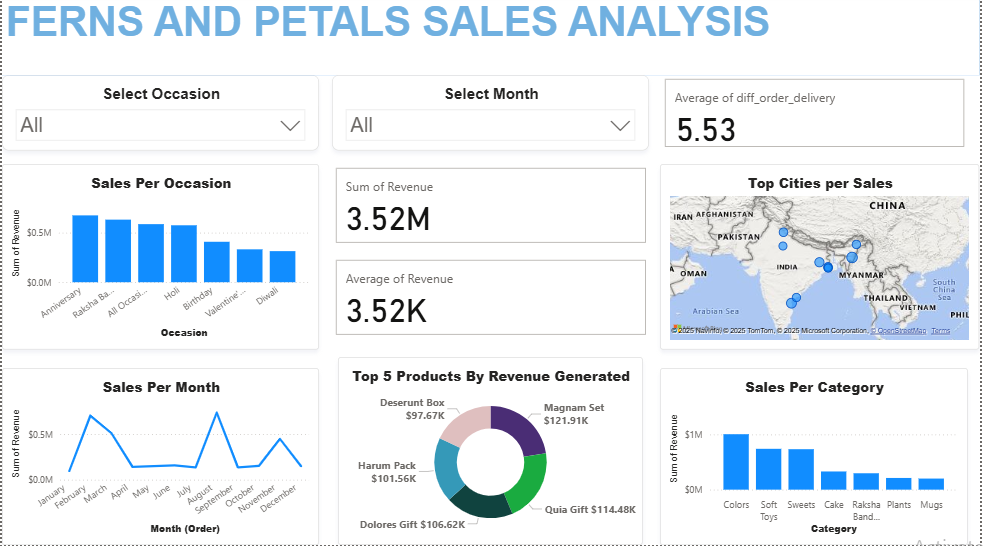 FERNS AND PETALS SALES ANALYSIS
Select Occasion
All
Select Month
All
Average of diff_order_delivery
5.53
Sales Per Occasion
Sum of Revenue
$0.5M
$0.0M
Anniversary
Raksha Ba...
All Occasi...
Holi
Birthday
Valentine'...
Diwali
Occasion
Sum of Revenue
3.52M
Average of Revenue
3.52K
Top Cities per Sales
CHINA
IRAN
AFGHANISTAN
PAKISTAN
INDIA
OMAN
MYANMAR
THAILAND
VIETNAM
South
China
Sea
PHIL
Arabian Sea
© 2025 TomTom, © 2025 Microsoft Corporation, © OpenStreetMap Terms
Sales Per Month
Sum of Revenue
$0.5M
$0.0M
January
February
March
April
May
June
July
August
September
October
November
December
Month (Order)
Top 5 Products By Revenue Generated
Deserunt Box
$97.67K
Magnam Set
$121.91K
Harum Pack
$101.56K
Quia Gift $114.48K
Dolores Gift $106.62K
Sales Per Category
Sum of Revenue
$1M
$0M
Colors
Soft
Toys
Sweets
Cake
Raksha
Band...
Plants
Mugs
Category